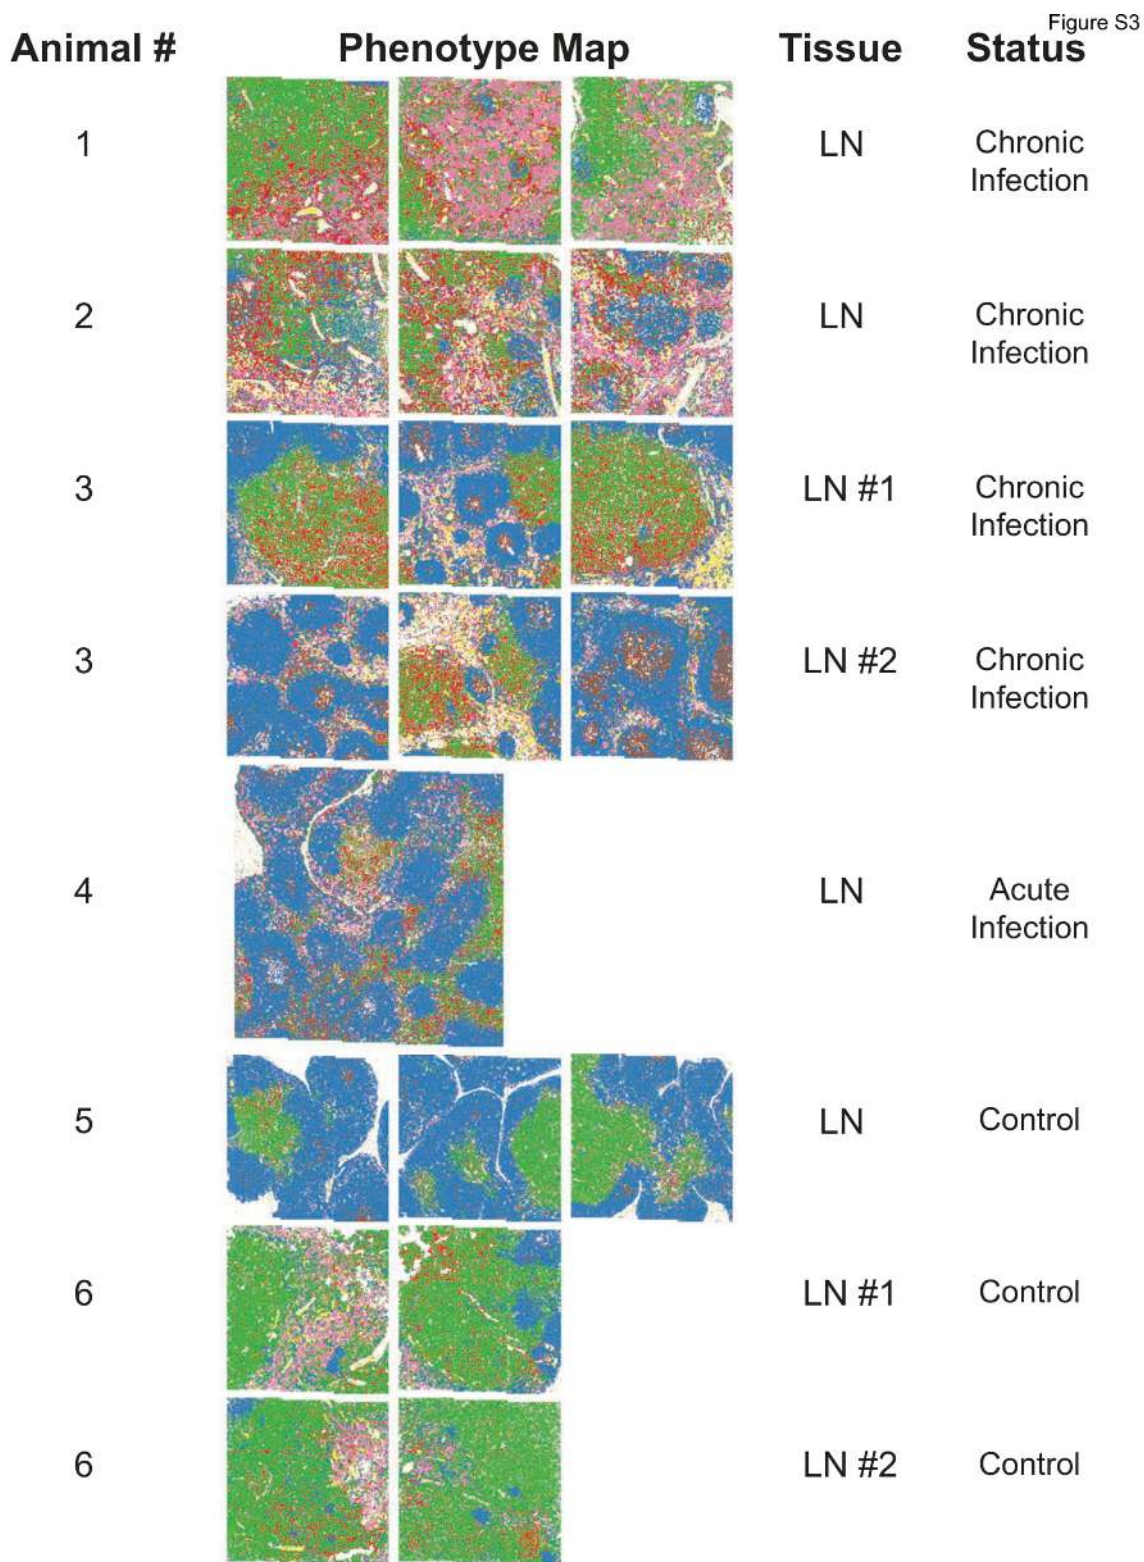 Figure S3
Animal # Phenotype Map Tissue Status
1 LN Chronic
Infection
2 LN Chronic
Infection
3 LN #1 Chronic
Infection
3 LN #2 Chronic
Infection
4 LN Acute
Infection
5 LN Control
6 LN #1 Control
6 LN #2 Control